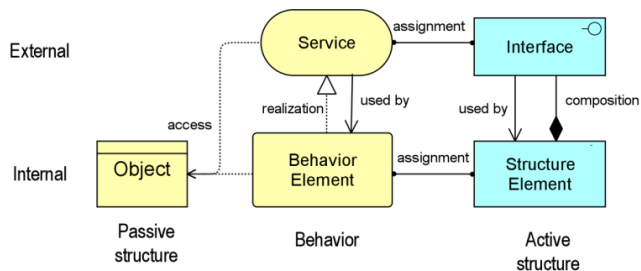 External
Service
assignment
Interface
access
realization
used by
used by
composition
Internal
Object
Behavior
Element
assignment
Structure
Element
Passive
structure
Behavior
Active
structure